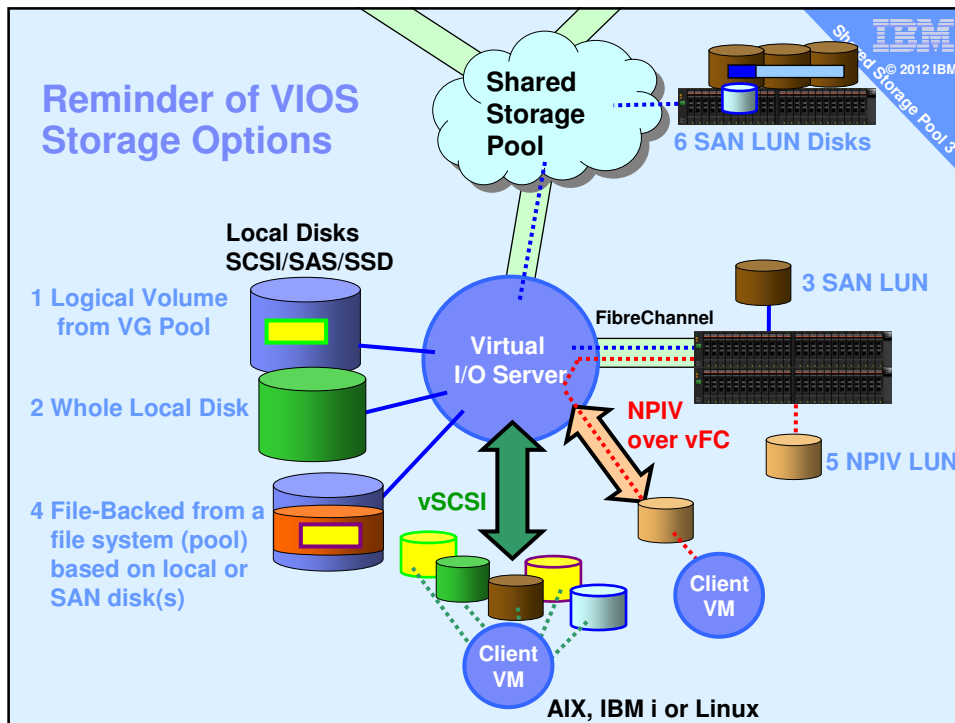 Reminder of VIOS
Storage Options
Shared
Storage
Pool
IBM
© 2012 IBM
Shared Storage Pool 3
6 SAN LUN Disks
Local Disks
SCSI/SAS/SSD
1 Logical Volume
from VG Pool
2 Whole Local Disk
4 File-Backed from a
file system (pool)
based on local or
SAN disk(s)
Virtual
I/O Server
FibreChannel
3 SAN LUN
NPIV
over vFC
5 NPIV LUN
vSCSI
Client
VM
Client
VM
AIX, IBM i or Linux